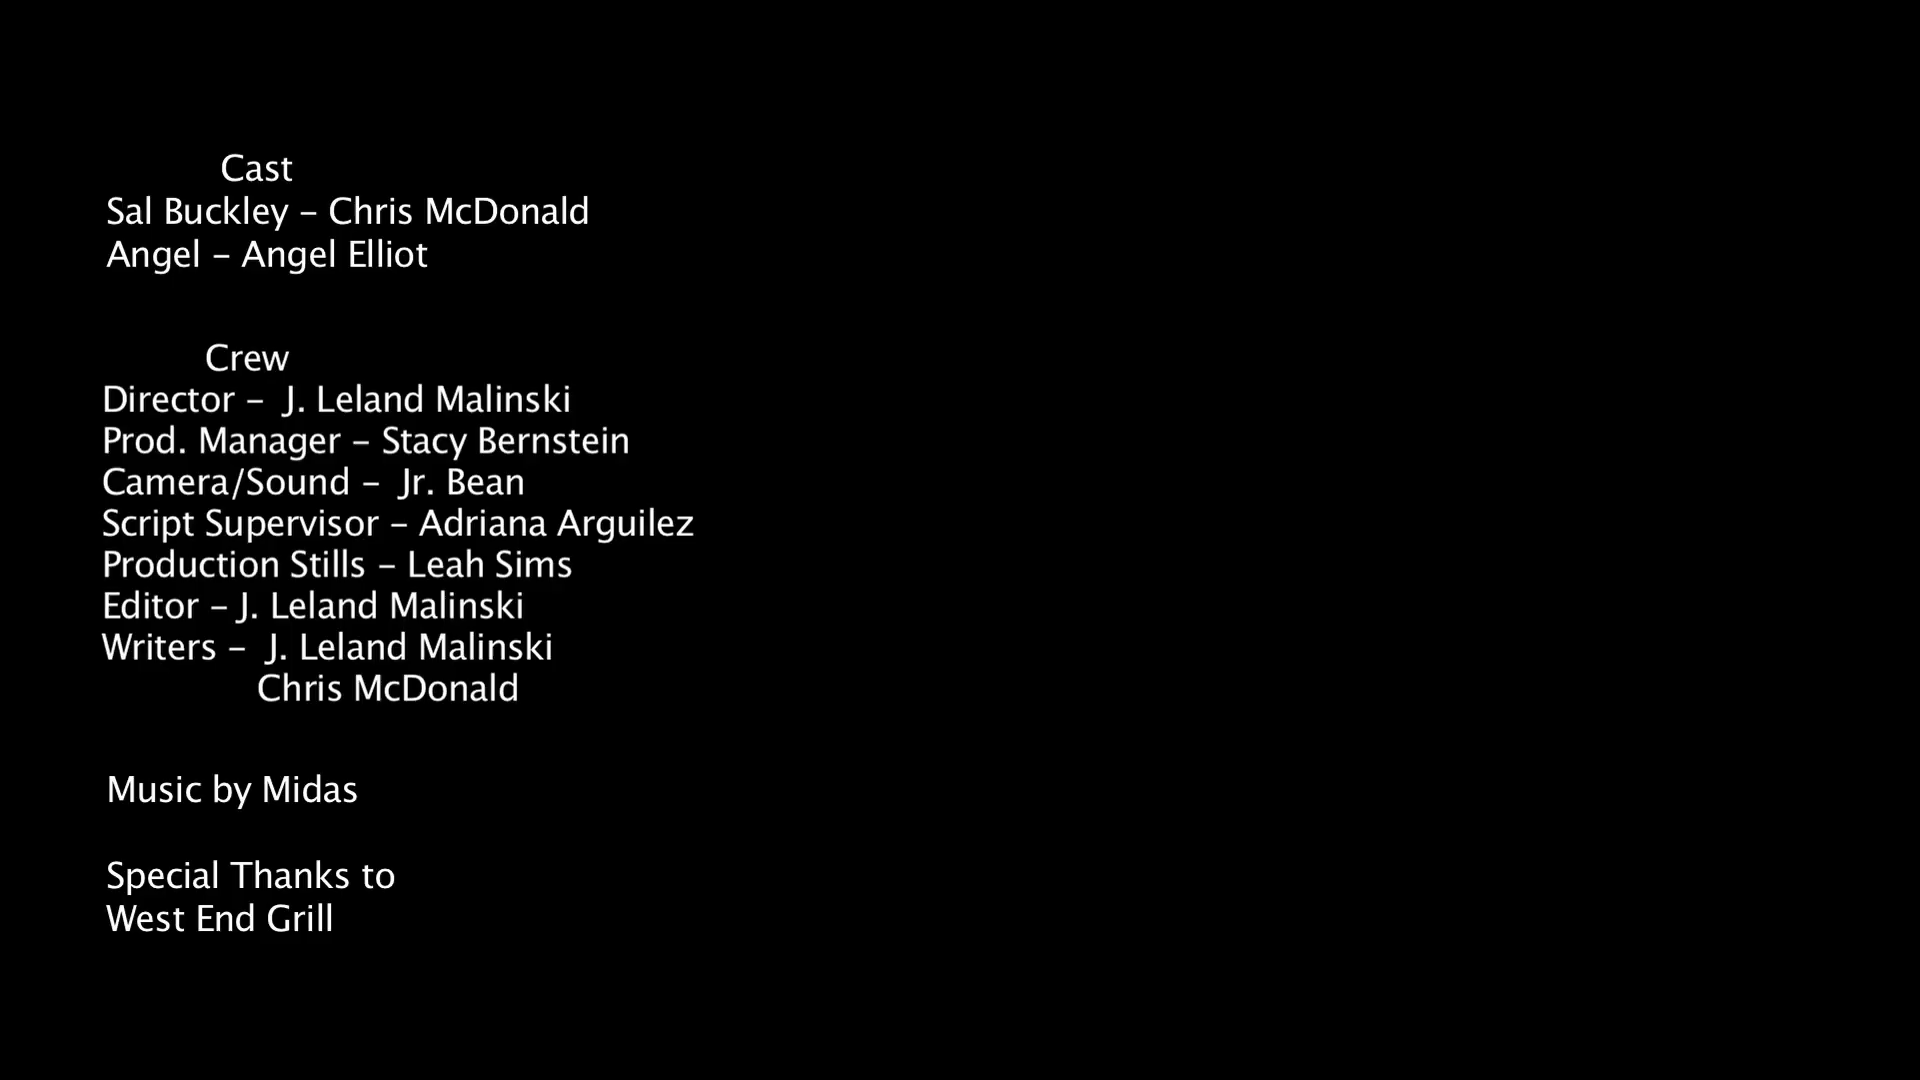 Cast
Sal Buckley - Chris McDonald
Angel - Angel Elliot
Crew
Director - J. Leland Malinski
Prod. Manager - Stacy Bernstein
Camera/Sound - Jr. Bean
Script Supervisor - Adriana Arguilez
Production Stills - Leah Sims
Editor - J. Leland Malinski
Writers - J. Leland Malinski
Chris McDonald
Music by Midas
Special Thanks to
West End Grill